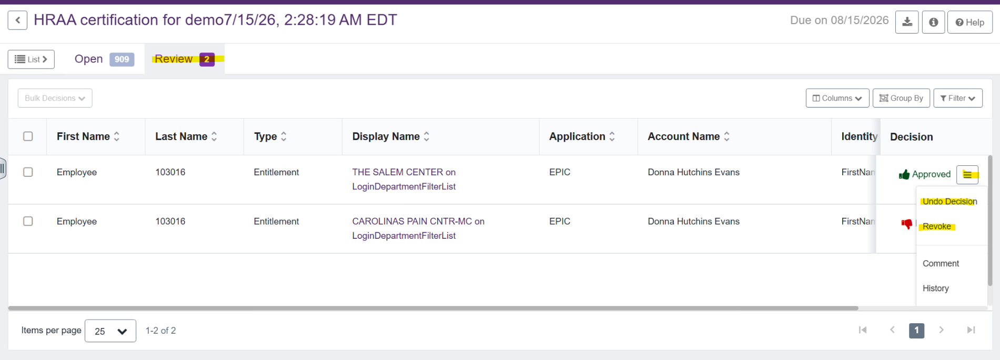 HRAA certification for demo7/15/26, 2:28:19 AM EDT
Due on 08/15/2026
Help
List
Open 909
Review 2
Bulk Decisions
Columns
Group By
Filter
First Name
Last Name
Type
Display Name
Application
Account Name
Identity
Decision
Employee
103016
Entitlement
THE SALEM CENTER on
LoginDepartmentFilterList
EPIC
Donna Hutchins Evans
FirstNam
Approved
Employee
103016
Entitlement
CAROLINAS PAIN CNTR-MC on
LoginDepartmentFilterList
EPIC
Donna Hutchins Evans
FirstNam
Undo Decision
Revoke
Comment
History
Items per page
25
1-2 of 2
1